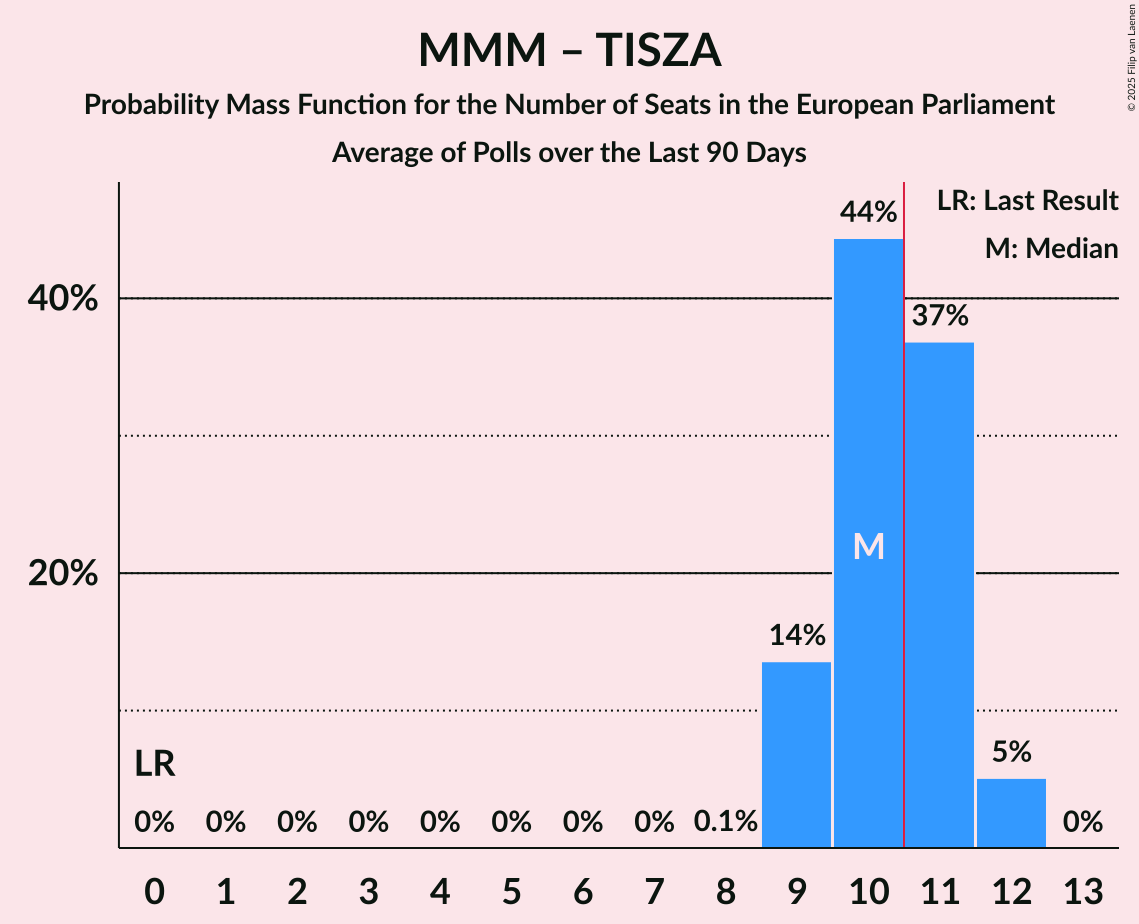 MMM – TISZA
Probability Mass Function for the Number of Seats in the European Parliament
Average of Polls over the Last 90 Days
© 2025 Filip van Laenen
LR: Last Result
M: Median
44%
40%
37%
M
20%
14%
LR
5%
0% 0% 0% 0% 0% 0% 0% 0% 0.1% 0%
0 1 2 3 4 5 6 7 8 9 10 11 12 13